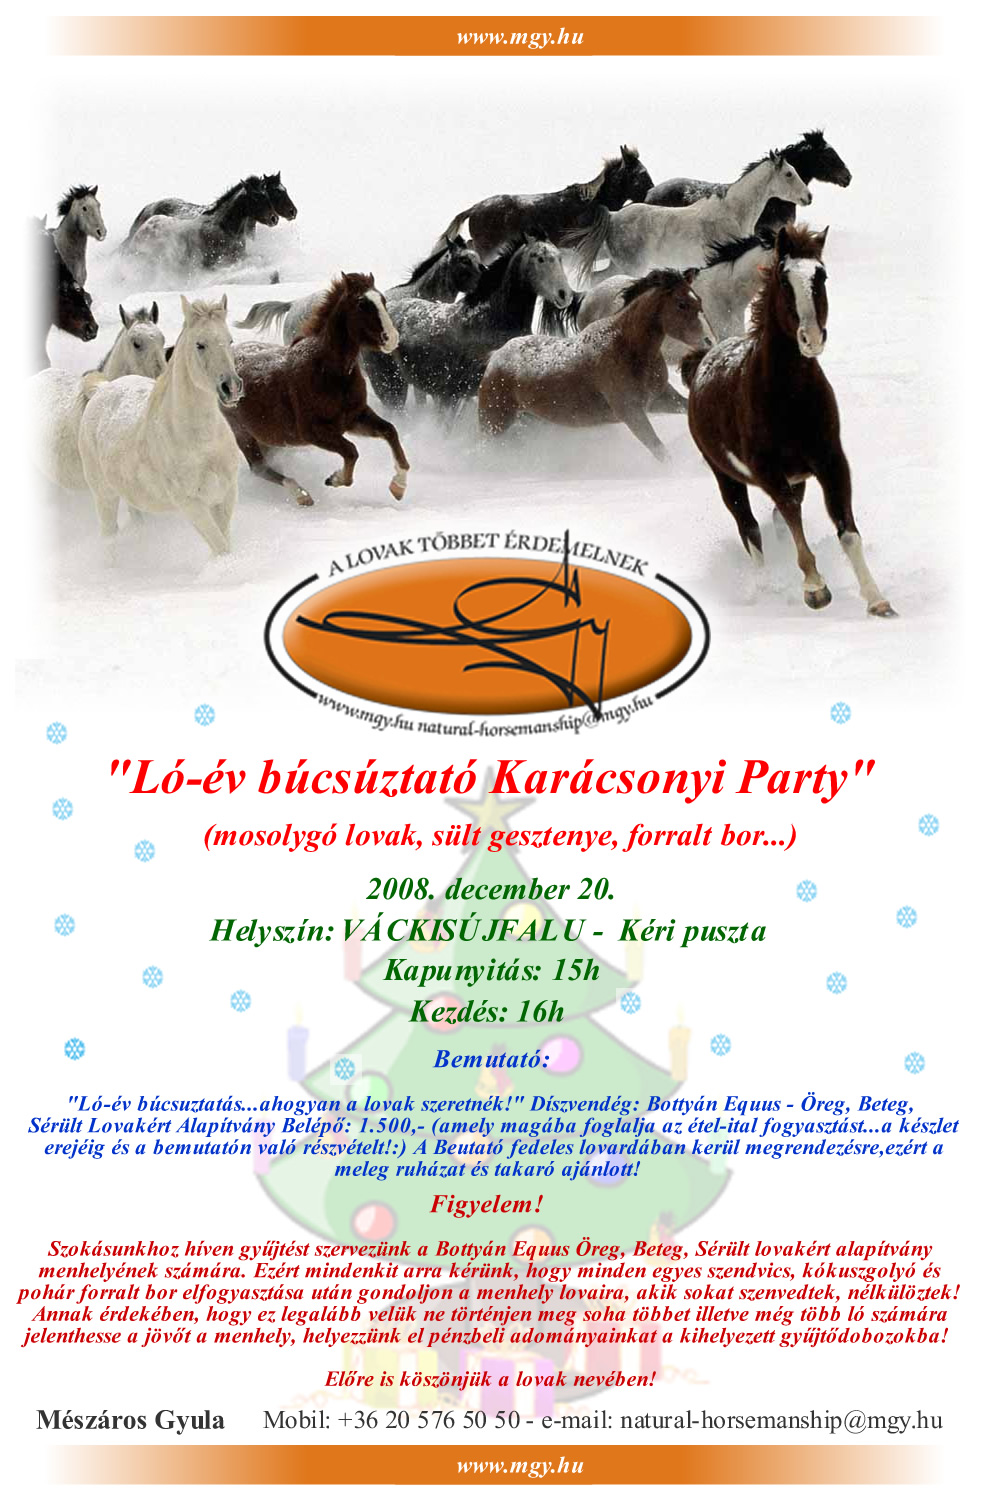 www.mgy.hu
A LOVAK TÖBBET ÉRDEMELNEK
www.mgy.hu natural-horsemanship@mgy.hu
"Ló-év búcsúztató Karácsonyi Party"
(mosolygó lovak, sült gesztenye, forralt bor...)
2008. december 20.
Helyszín: VÁCKISÚJFALU - Kéri puszta
Kapunyitás: 15h
Kezdés: 16h
Bemutató:
"Ló-év búcsuztatás...ahogyan a lovak szeretnék!" Díszvendég: Bottyán Equus - Öreg, Beteg,
Sérült Lovakért Alapítvány Belépő: 1.500,- (amely magába foglalja az étel-ital fogyasztást...a készlet
erejéig és a bemutatón való részvételt!:) A Beutató fedeles lovardában kerül megrendezésre,ezért a
meleg ruházat és takaró ajánlott!
Figyelem!
Szokásunkhoz híven gyűjtést szervezünk a Bottyán Equus Öreg, Beteg, Sérült lovakért alapítvány
menhelyének számára. Ezért mindenkit arra kérünk, hogy minden egyes szendvics, kókuszgolyó és
pohár forralt bor elfogyasztása után gondoljon a menhely lovaira, akik sokat szenvedtek, nélkülöztek!
Annak érdekében, hogy ez legalább velük ne történjen meg soha többet illetve még több ló számára
jelenthesse a jövőt a menhely, helyezzünk el pénzbeli adományainkat a kihelyezett gyűjtődobozokba!
Előre is köszönjük a lovak nevében!
Mészáros Gyula Mobil: +36 20 576 50 50 - e-mail: natural-horsemanship@mgy.hu
www.mgy.hu